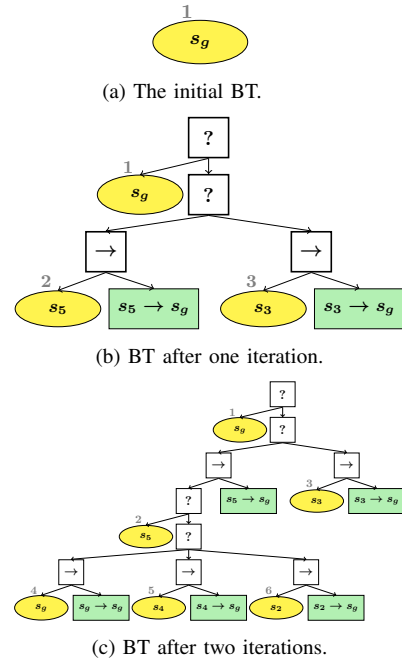 1
s_g
(a) The initial BT.
?
1
s_g ?
→ →
2 3
s_5 s_5 → s_g s_3 s_3 → s_g
(b) BT after one iteration.
?
1
s_g ?
→ →
3
? s_5 → s_g s_3 s_3 → s_g
2
s_5 ?
→ → →
4 5 6
s_g s_g → s_g s_4 s_4 → s_g s_2 s_2 → s_g
(c) BT after two iterations.